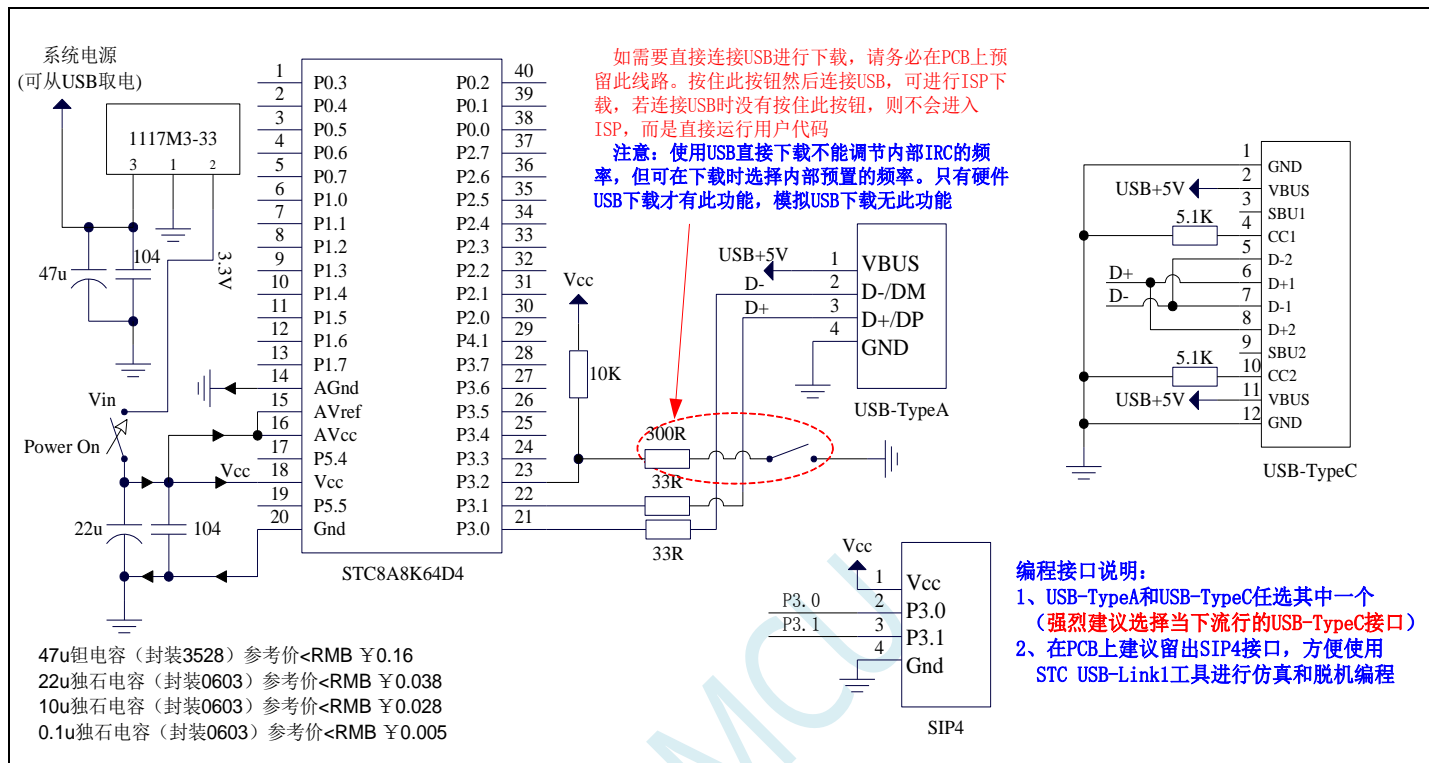 系统电源
(可从USB取电)
1117M3-33
3 1 2
47u
104
3.3V
Vin
Power On
Vcc
22u
104
1 P0.3
2 P0.4
3 P0.5
4 P0.6
5 P0.7
6 P1.0
7 P1.1
8 P1.2
9 P1.3
10 P1.4
11 P1.5
12 P1.6
13 P1.7
14 AGnd
15 AVref
16 AVcc
17 P5.4
18 Vcc
19 P5.5
20 Gnd
P0.2 40
P0.1 39
P0.0 38
P2.7 37
P2.6 36
P2.5 35
P2.4 34
P2.3 33
P2.2 32
P2.1 31
P2.0 30
P4.1 29
P3.7 28
P3.6 27
P3.5 26
P3.4 25
P3.3 24
P3.2 23
P3.1 22
P3.0 21
STC8A8K64D4
如需要直接连接USB进行下载，请务必在PCB上预
留此线路。按住此按钮然后连接USB，可进行ISP下
载，若连接USB时没有按住此按钮，则不会进入
ISP，而是直接运行用户代码
注意：使用USB直接下载不能调节内部IRC的频
率，但可在下载时选择内部预置的频率。只有硬件
USB下载才有此功能，模拟USB下载无此功能
Vcc
10K
300R
33R
33R
USB+5V
D-
D+
1 VBUS
2 D-/DM
3 D+/DP
4 GND
USB-TypeA
USB+5V
5.1K
D+
D-
5.1K
USB+5V
1 GND
2 VBUS
3 SBU1
4 CC1
5 D-2
6 D+1
7 D-1
8 D+2
9 SBU2
10 CC2
11 VBUS
12 GND
USB-TypeC
Vcc
P3.0
P3.1
1 Vcc
2 P3.0
3 P3.1
4 Gnd
SIP4
编程接口说明：
1、USB-TypeA和USB-TypeC任选其中一个
（强烈建议选择当下流行的USB-TypeC接口）
2、在PCB上建议留出SIP4接口，方便使用
STC USB-Link1工具进行仿真和脱机编程
47u钽电容（封装3528）参考价<RMB ￥0.16
22u独石电容（封装0603）参考价<RMB ￥0.038
10u独石电容（封装0603）参考价<RMB ￥0.028
0.1u独石电容（封装0603）参考价<RMB ￥0.005
MCU